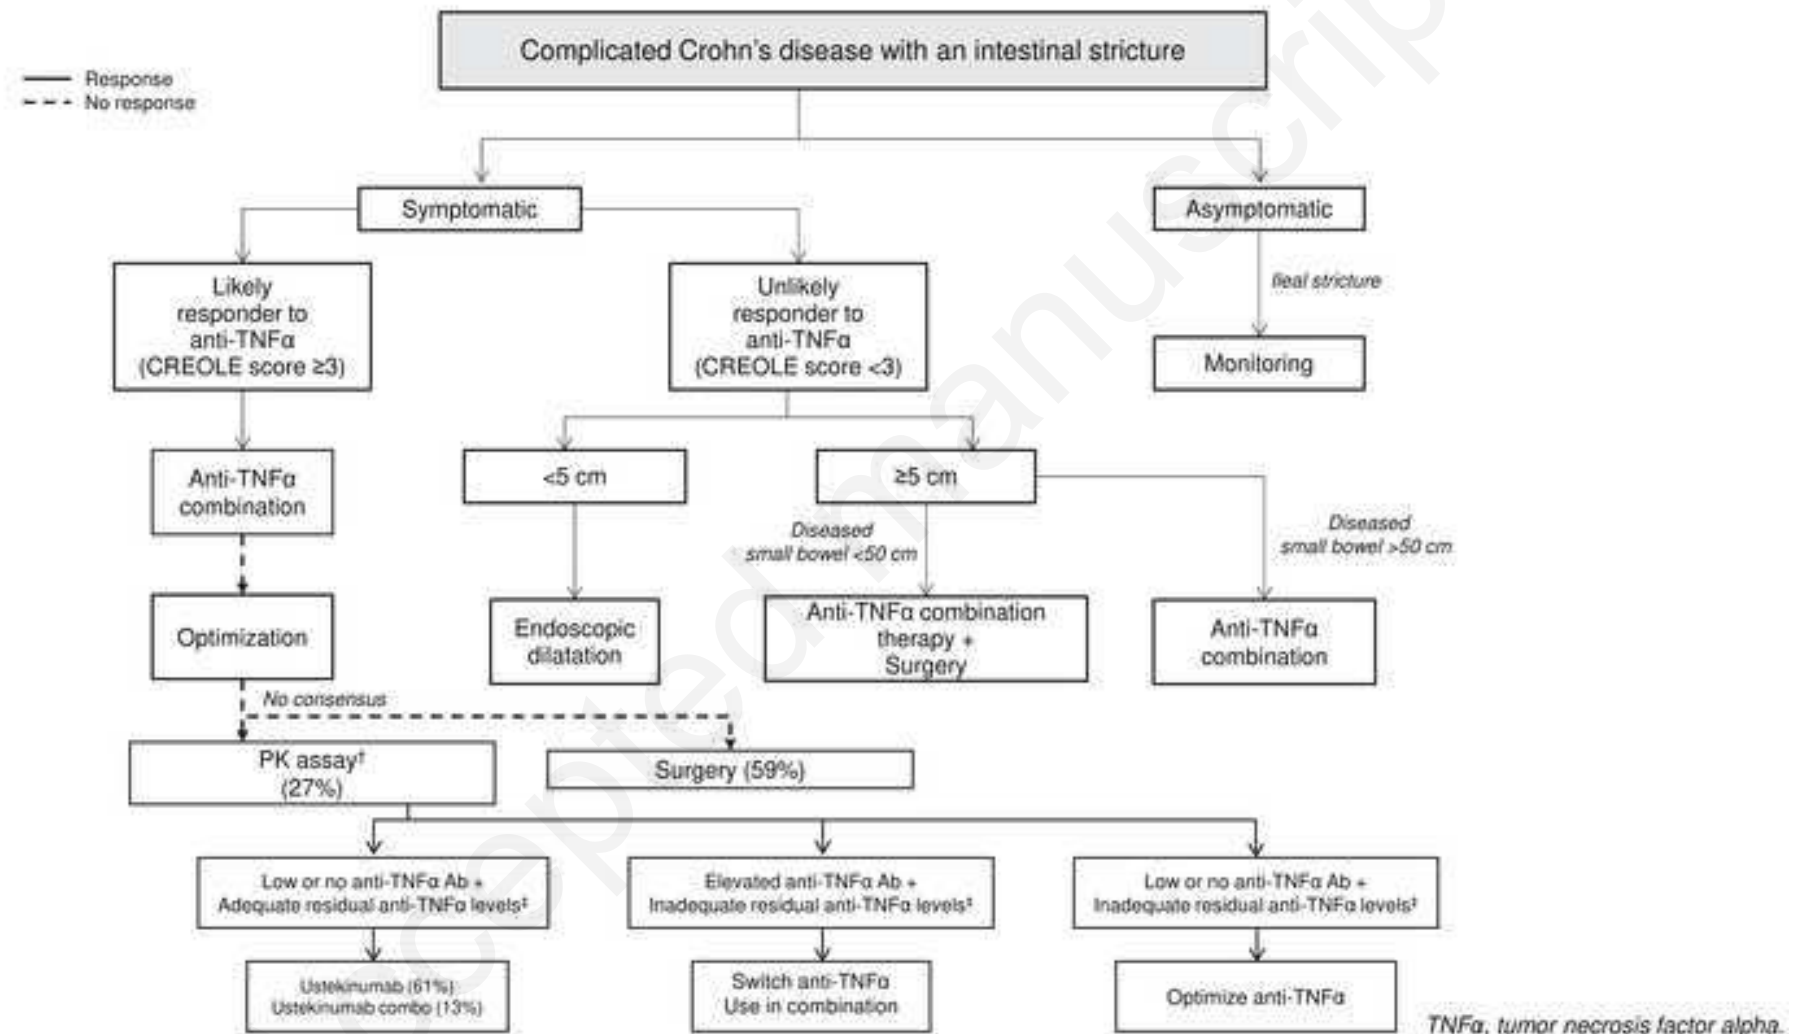 Complicated Crohn's disease with an intestinal stricture
Response
No response
Symptomatic
Asymptomatic
Likely
responder to
anti-TNFα
(CREOLE score ≥3)
Unlikely
responder to
anti-TNFα
(CREOLE score <3)
Ileal stricture
Monitoring
Anti-TNFα
combination
<5 cm
≥5 cm
Diseased
small bowel <50 cm
Diseased
small bowel >50 cm
Optimization
Endoscopic
dilatation
Anti-TNFα combination
therapy +
Surgery
Anti-TNFα
combination
No consensus
PK assay†
(27%)
Surgery (59%)
Low or no anti-TNFα Ab +
Adequate residual anti-TNFα levels‡
Elevated anti-TNFα Ab +
Inadequate residual anti-TNFα levels‡
Low or no anti-TNFα Ab +
Inadequate residual anti-TNFα levels‡
Ustekinumab (61%)
Ustekinumab combo (13%)
Switch anti-TNFα
Use in combination
Optimize anti-TNFα
TNFα, tumor necrosis factor alpha.
cepted manuscrip